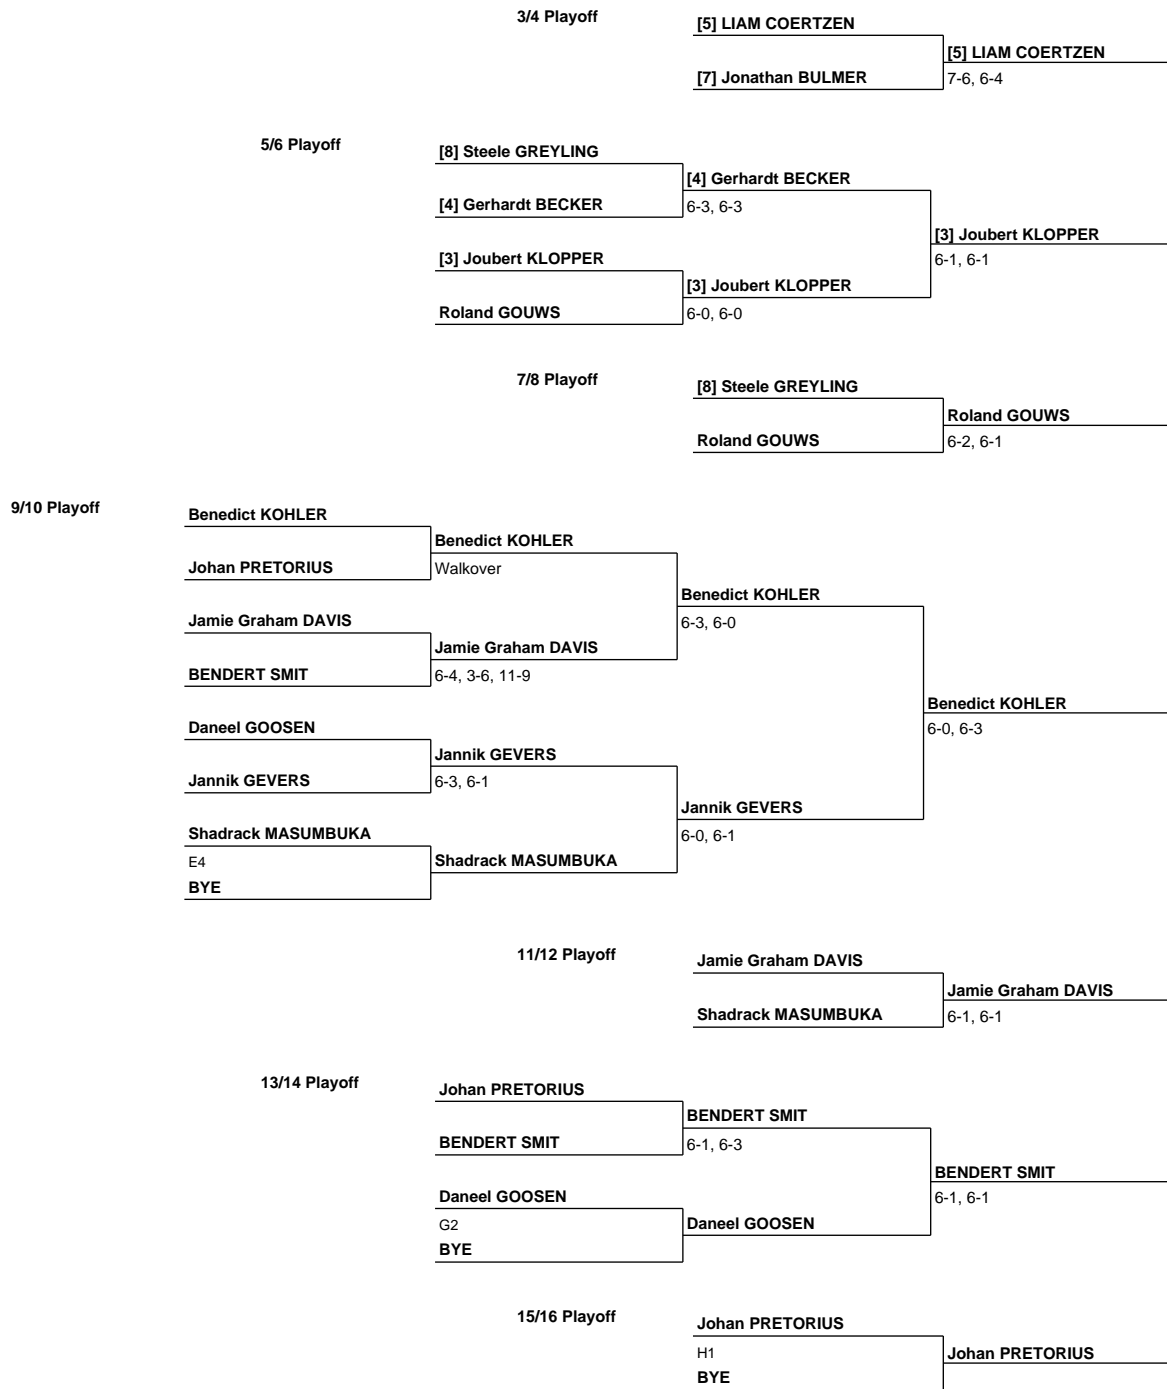 3/4 Playoff
[5] LIAM COERTZEN
[5] LIAM COERTZEN
[7] Jonathan BULMER
7-6, 6-4
5/6 Playoff
[8] Steele GREYLING
[4] Gerhardt BECKER
[4] Gerhardt BECKER
6-3, 6-3
[3] Joubert KLOPPER
[3] Joubert KLOPPER
6-1, 6-1
[3] Joubert KLOPPER
Roland GOUWS
6-0, 6-0
7/8 Playoff
[8] Steele GREYLING
Roland GOUWS
Roland GOUWS
6-2, 6-1
9/10 Playoff
Benedict KOHLER
Benedict KOHLER
Johan PRETORIUS
Walkover
Benedict KOHLER
6-3, 6-0
Jamie Graham DAVIS
Jamie Graham DAVIS
BENDERT SMIT
6-4, 3-6, 11-9
Benedict KOHLER
6-0, 6-3
Daneel GOOSEN
Jannik GEVERS
Jannik GEVERS
6-3, 6-1
Jannik GEVERS
6-0, 6-1
Shadrack MASUMBUKA
E4
Shadrack MASUMBUKA
BYE
11/12 Playoff
Jamie Graham DAVIS
Jamie Graham DAVIS
Shadrack MASUMBUKA
6-1, 6-1
13/14 Playoff
Johan PRETORIUS
BENDERT SMIT
BENDERT SMIT
6-1, 6-3
BENDERT SMIT
6-1, 6-1
Daneel GOOSEN
G2
Daneel GOOSEN
BYE
15/16 Playoff
Johan PRETORIUS
H1
Johan PRETORIUS
BYE